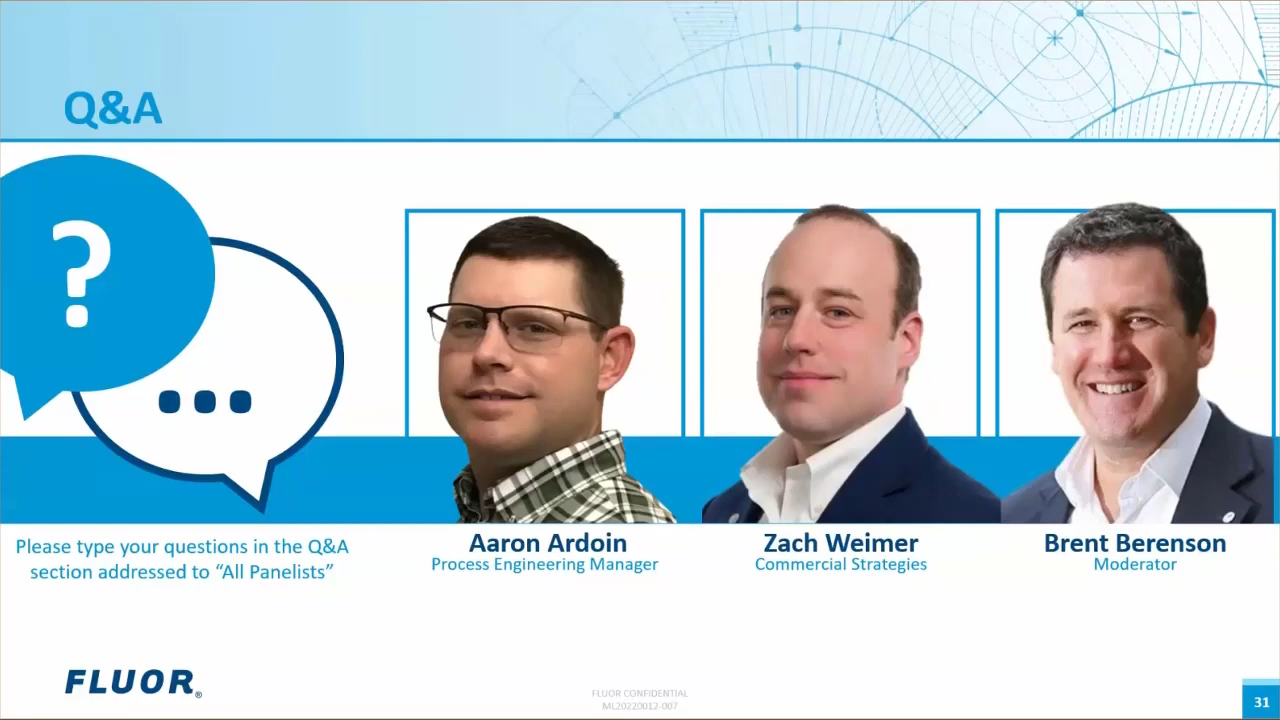 Q&A
?
Please type your questions in the Q&A
section addressed to “All Panelists”
Aaron Ardoin
Process Engineering Manager
Zach Weimer
Commercial Strategies
Brent Berenson
Moderator
FLUOR®
FLUOR CONFIDENTIAL
ML20220012-007
31